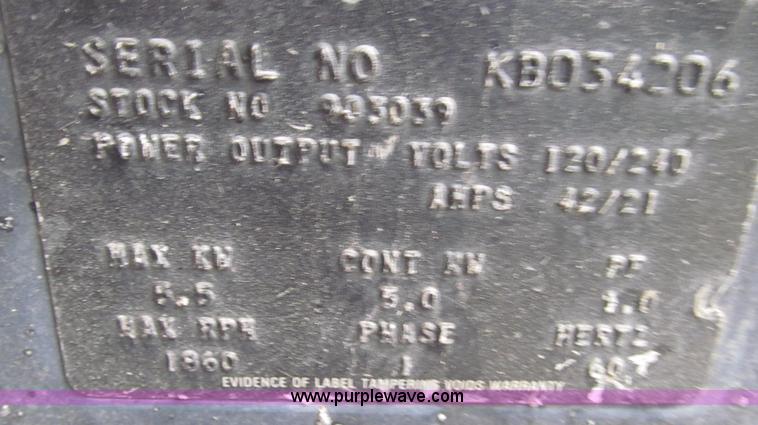 SERIAL NO KB034206
STOCK NO 903039
POWER OUTPUT VOLTS 120/240
AMPS 42/21
MAX KW CONT KW PF
5.5 5.0 1.0
MAX RPM PHASE HERTZ
1860 1
EVIDENCE OF LABEL TAMPERING VOIDS WARRANTY
www.purplewave.com